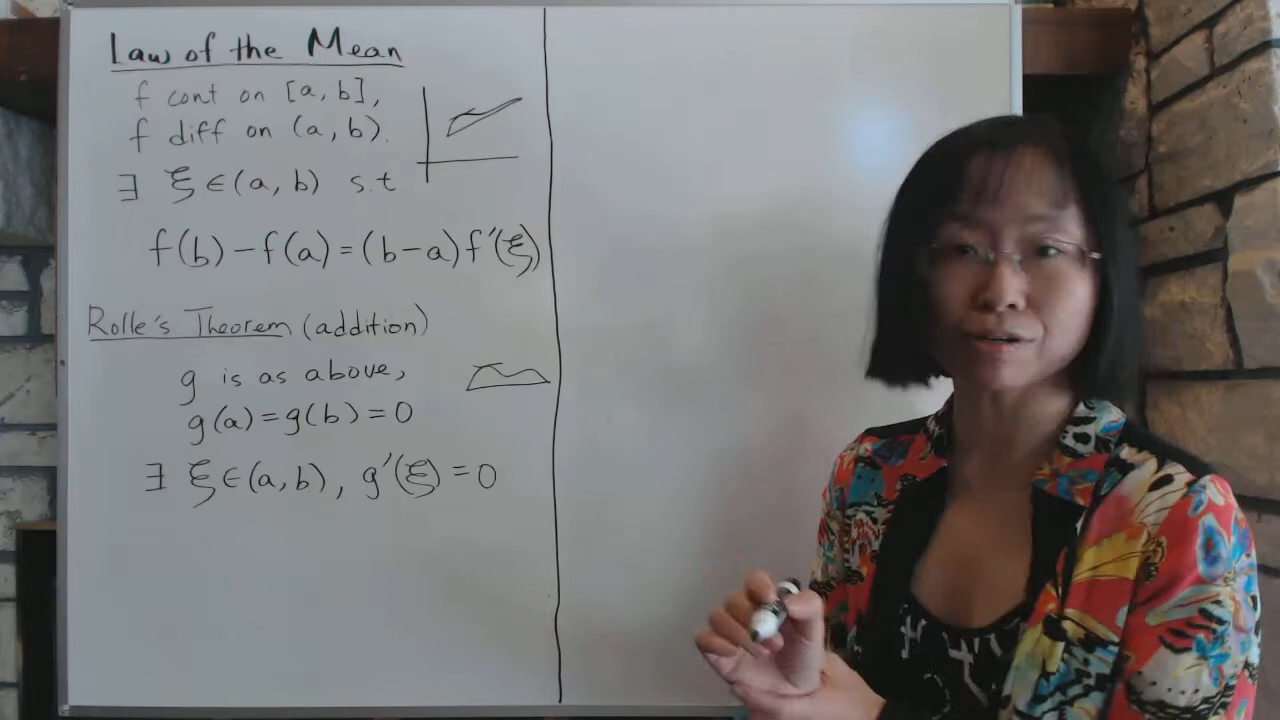 Law of the Mean
f cont on [a, b],
f diff on (a, b).
∃ ξ ∈ (a, b) s.t
f(b) – f(a) = (b – a) f′(ξ)
Rolle's Theorem (addition)
g is as above,
g(a) = g(b) = 0
∃ ξ ∈ (a, b), g′(ξ) = 0